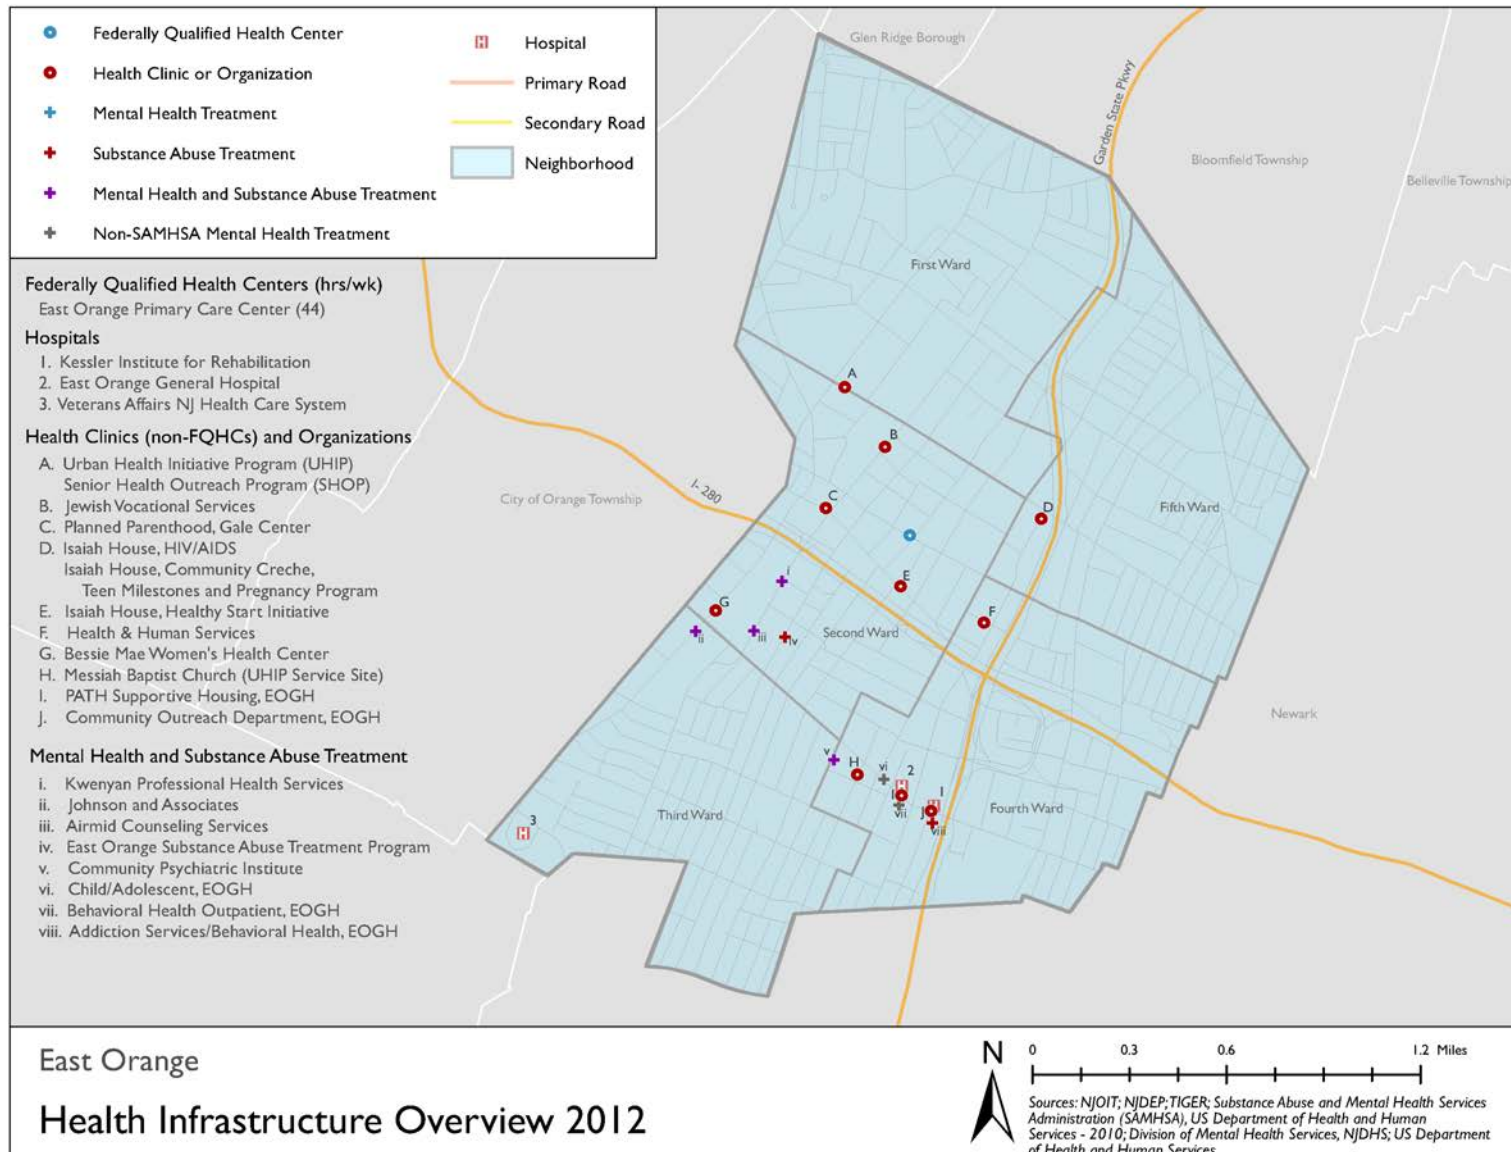 Federally Qualified Health Center
Health Clinic or Organization
Mental Health Treatment
Substance Abuse Treatment
Mental Health and Substance Abuse Treatment
Non-SAMHSA Mental Health Treatment
Hospital
Primary Road
Secondary Road
Neighborhood
Federally Qualified Health Centers (hrs/wk)
East Orange Primary Care Center (44)
Hospitals
1. Kessler Institute for Rehabilitation
2. East Orange General Hospital
3. Veterans Affairs NJ Health Care System
Health Clinics (non-FQHCs) and Organizations
A. Urban Health Initiative Program (UHIP)
Senior Health Outreach Program (SHOP)
B. Jewish Vocational Services
C. Planned Parenthood, Gale Center
D. Isaiah House, HIV/AIDS
Isaiah House, Community Creche,
Teen Milestones and Pregnancy Program
E. Isaiah House, Healthy Start Initiative
F. Health & Human Services
G. Bessie Mae Women's Health Center
H. Messiah Baptist Church (UHIP Service Site)
I. PATH Supportive Housing, EOGH
J. Community Outreach Department, EOGH
Mental Health and Substance Abuse Treatment
i. Kwenyan Professional Health Services
ii. Johnson and Associates
iii. Airmid Counseling Services
iv. East Orange Substance Abuse Treatment Program
v. Community Psychiatric Institute
vi. Child/Adolescent, EOGH
vii. Behavioral Health Outpatient, EOGH
viii. Addiction Services/Behavioral Health, EOGH
Glen Ridge Borough
Garden State Pkwy
Bloomfield Township
Belleville Township
First Ward
A
B
I-280
City of Orange Township
C
D
Fifth Ward
i
E
G
F
ii
iii
iv
Second Ward
Newark
v
H
vi
2
I
1
vii
J
viii
Third Ward
Fourth Ward
3
East Orange
Health Infrastructure Overview 2012
N
0 0.3 0.6 1.2 Miles
Sources: NJOIT; NJDEP; TIGER; Substance Abuse and Mental Health Services
Administration (SAMHSA), US Department of Health and Human
Services - 2010; Division of Mental Health Services, NJDHS; US Department
of Health and Human Services